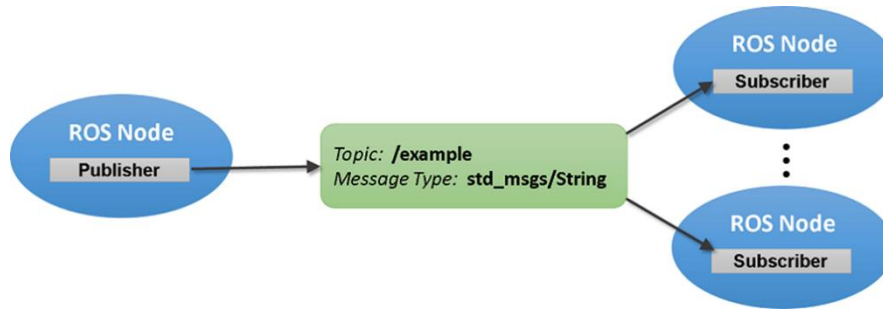 ROS Node
Publisher
Topic: /example
Message Type: std_msgs/String
ROS Node
Subscriber
ROS Node
Subscriber